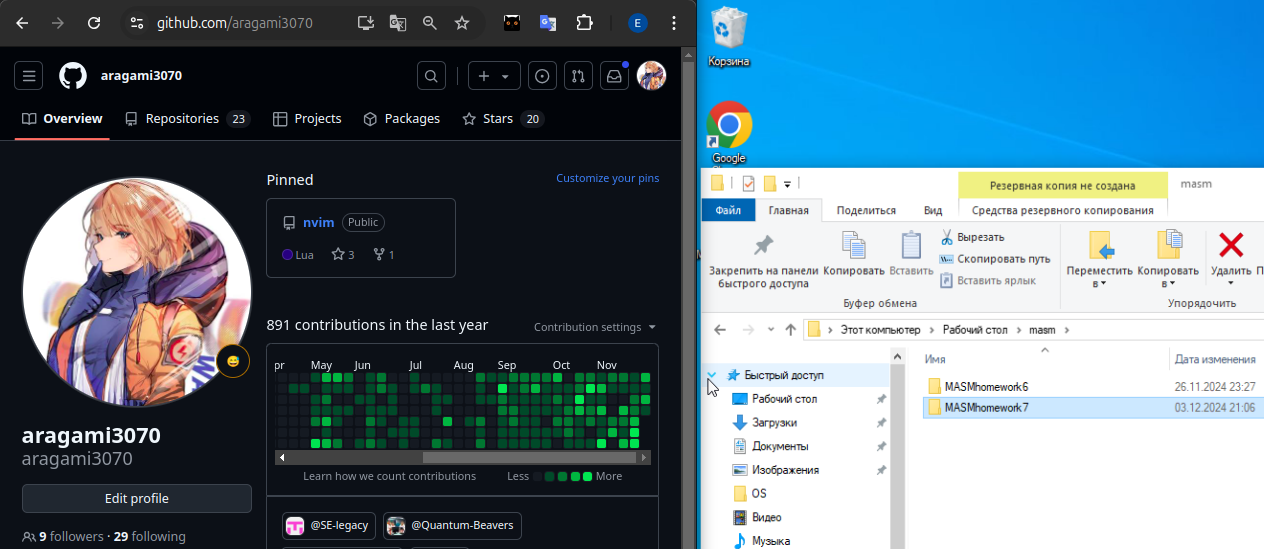 github.com/aragami3070
E
aragami3070
Overview
Repositories 23
Projects
Packages
Stars 20
Pinned
Customize your pins
nvim Public
Lua 3 1
891 contributions in the last year
Contribution settings
pr May Jun Jul Aug Sep Oct Nov
Learn how we count contributions
Less More
aragami3070
aragami3070
Edit profile
9 followers · 29 following
@SE-legacy
@Quantum-Beavers
Корзина
Google
Резервная копия не создана
masm
Файл
Главная
Поделиться
Вид
Средства резервного копирования
Закрепить на панели
быстрого доступа
Копировать
Вставить
Вырезать
Скопировать путь
Вставить ярлык
Переместить
в
Копировать
в
Удалить
Буфер обмена
Упорядочить
Этот компьютер
Рабочий стол
masm
Быстрый доступ
Рабочий стол
Загрузки
Документы
Изображения
OS
Видео
Музыка
Имя
Дата изменения
MASMhomework6
26.11.2024 23:27
MASMhomework7
03.12.2024 21:06